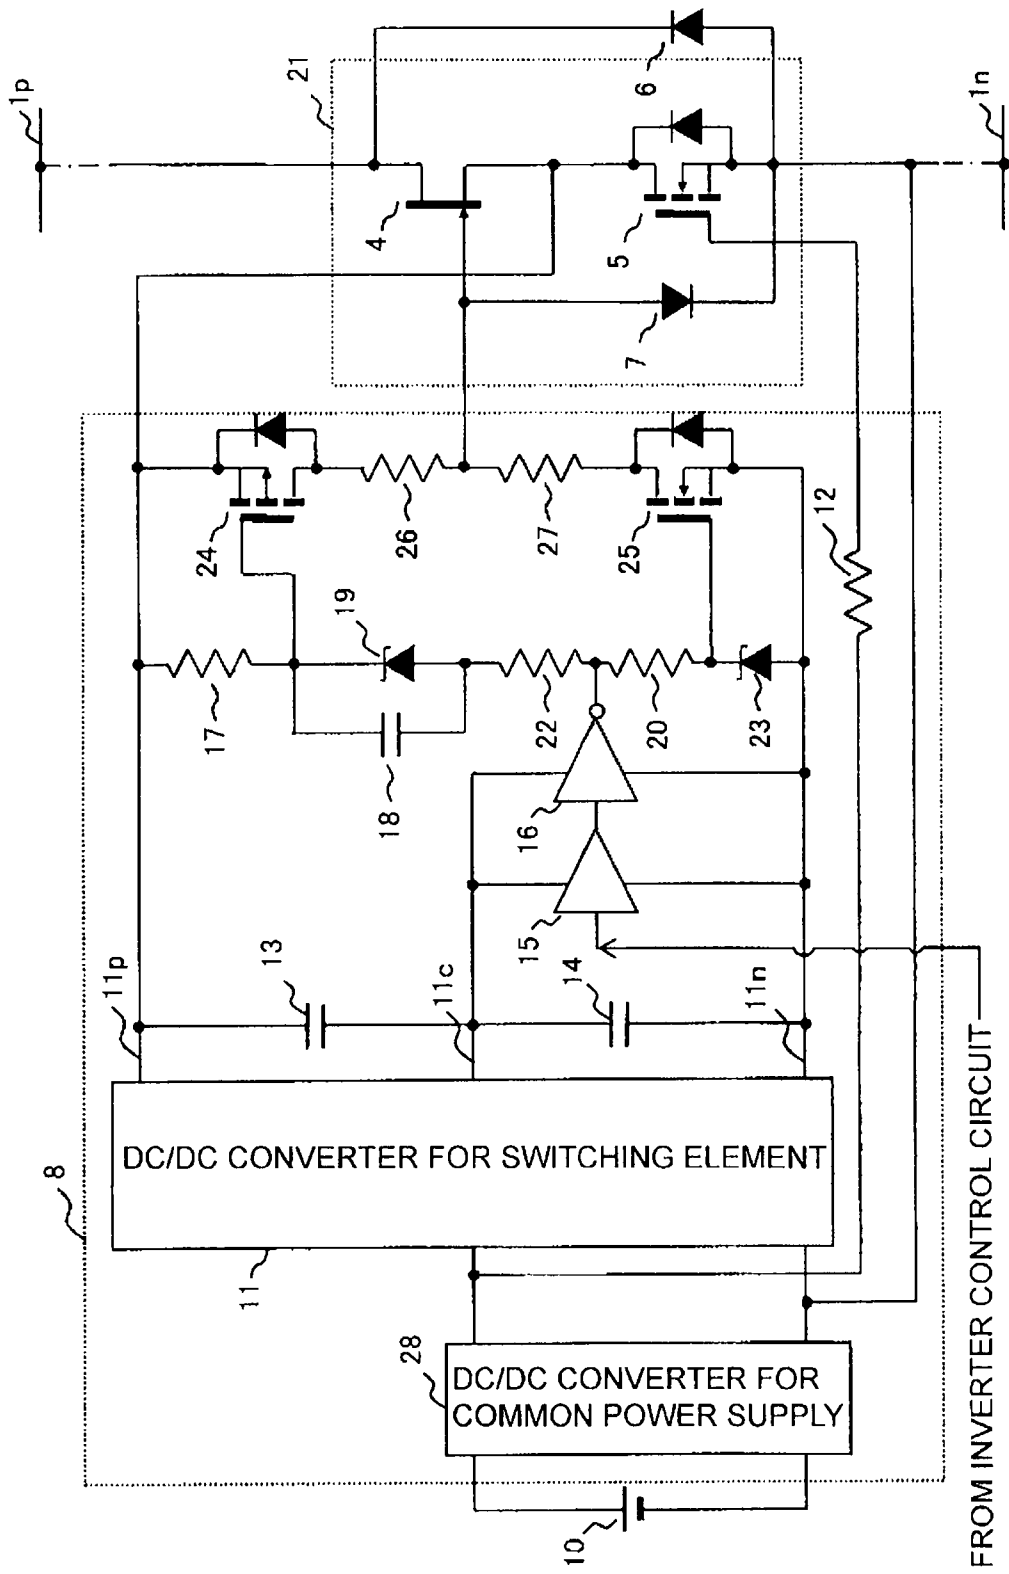 1p
21
6
4
5
7
1n
24
26
27
25
12
19
17
18
22
20
23
16
15
13
14
11p
11c
11n
8
DC/DC CONVERTER FOR SWITCHING ELEMENT
11
28
DC/DC CONVERTER FOR
COMMON POWER SUPPLY
10
FROM INVERTER CONTROL CIRCUIT